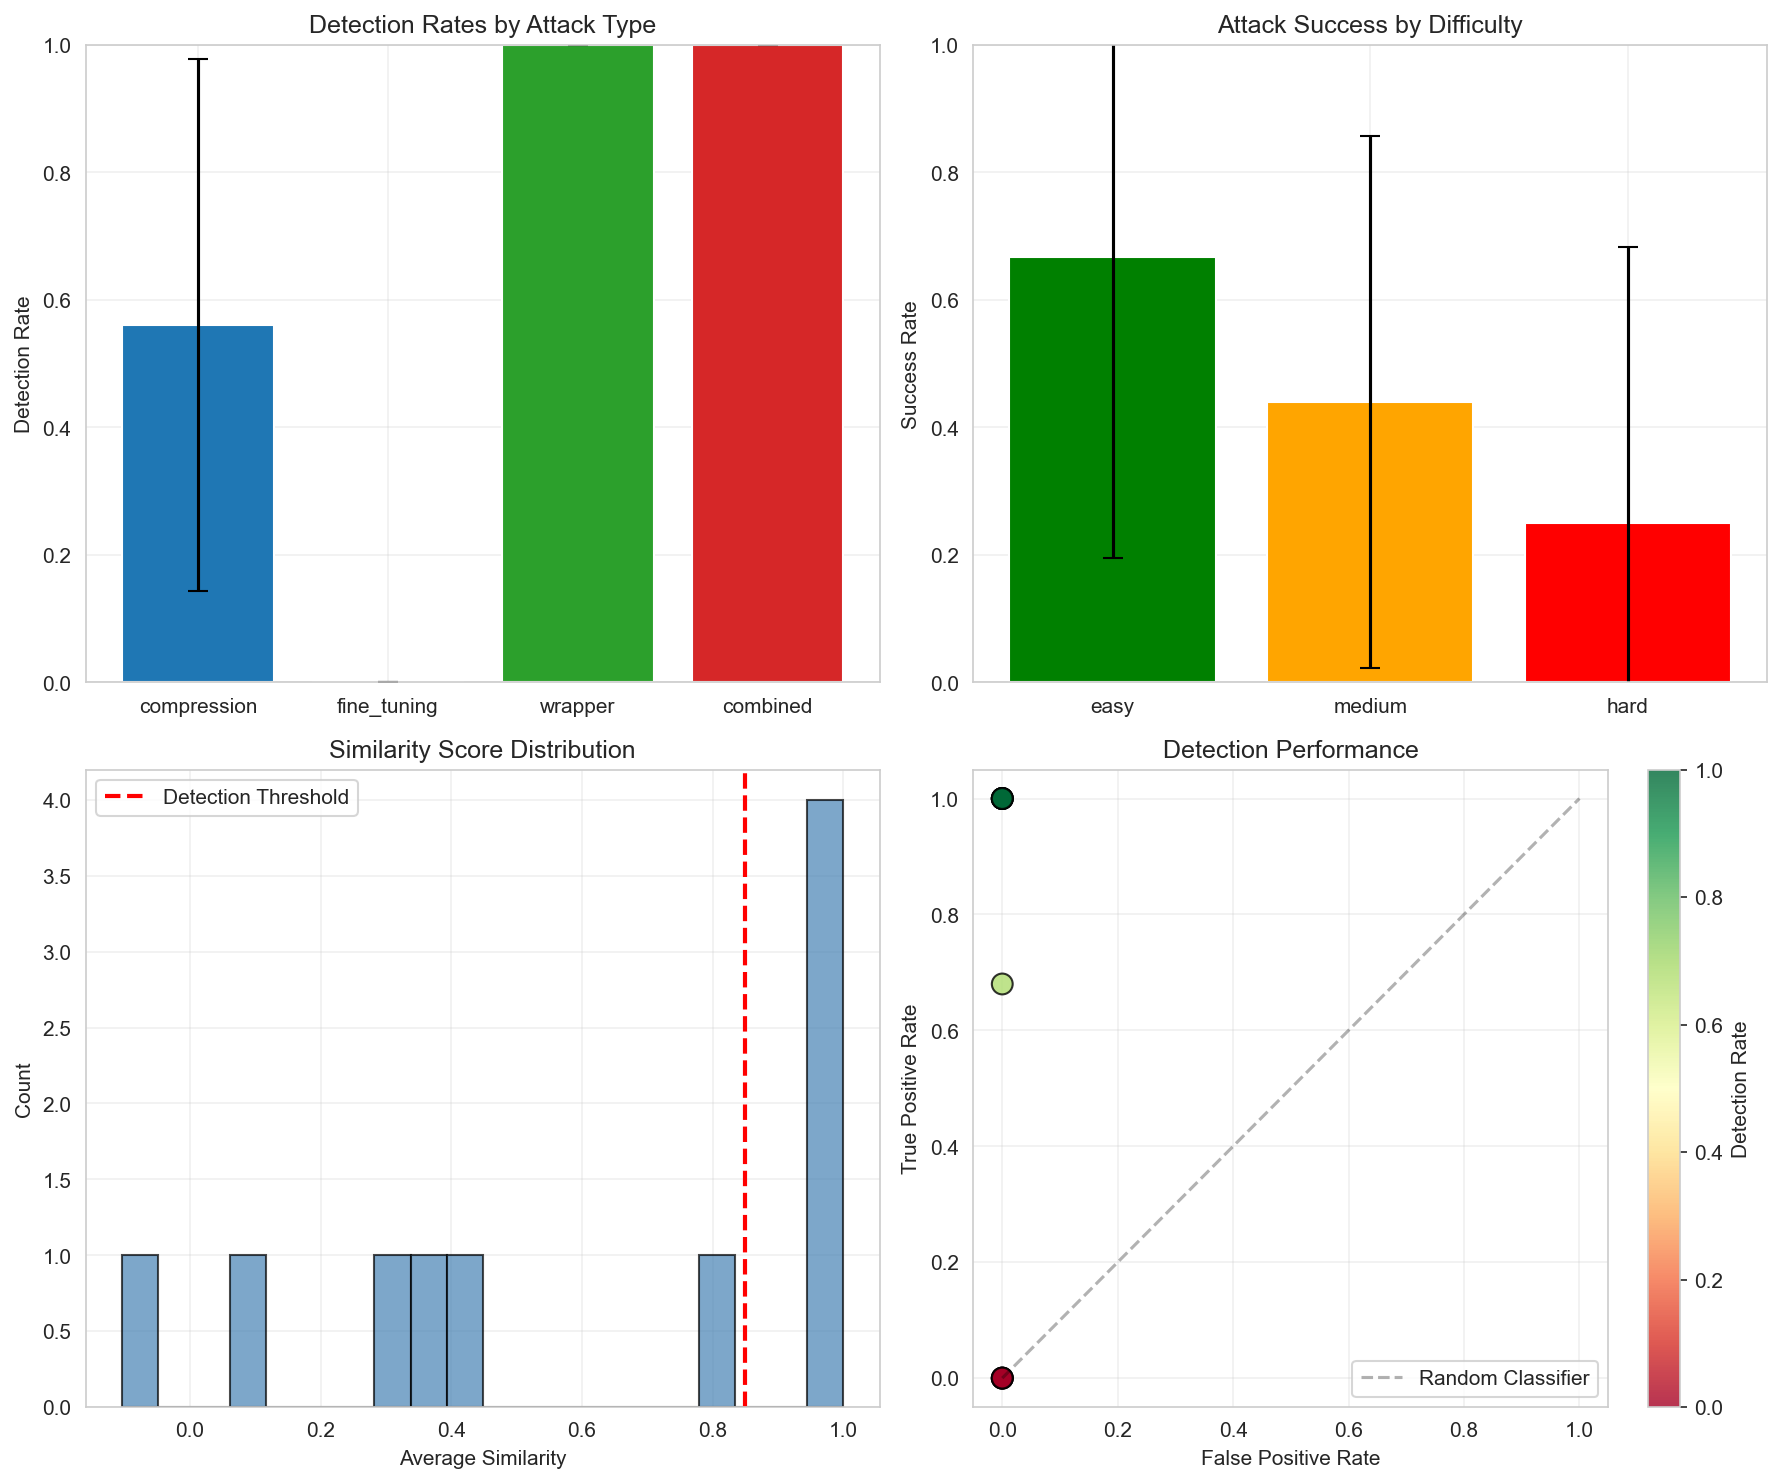 Detection Rates by Attack Type
1.0
0.8
0.6
0.4
0.2
0.0
Detection Rate
compression fine_tuning wrapper combined
Attack Success by Difficulty
1.0
0.8
0.6
0.4
0.2
0.0
Success Rate
easy medium hard
Similarity Score Distribution
Detection Threshold
4.0
3.5
3.0
2.5
2.0
1.5
1.0
0.5
0.0
Count
0.0 0.2 0.4 0.6 0.8 1.0
Average Similarity
Detection Performance
1.0
0.8
0.6
0.4
0.2
0.0
True Positive Rate
Random Classifier
0.0 0.2 0.4 0.6 0.8 1.0
False Positive Rate
1.0
0.8
0.6
0.4
0.2
0.0
Detection Rate